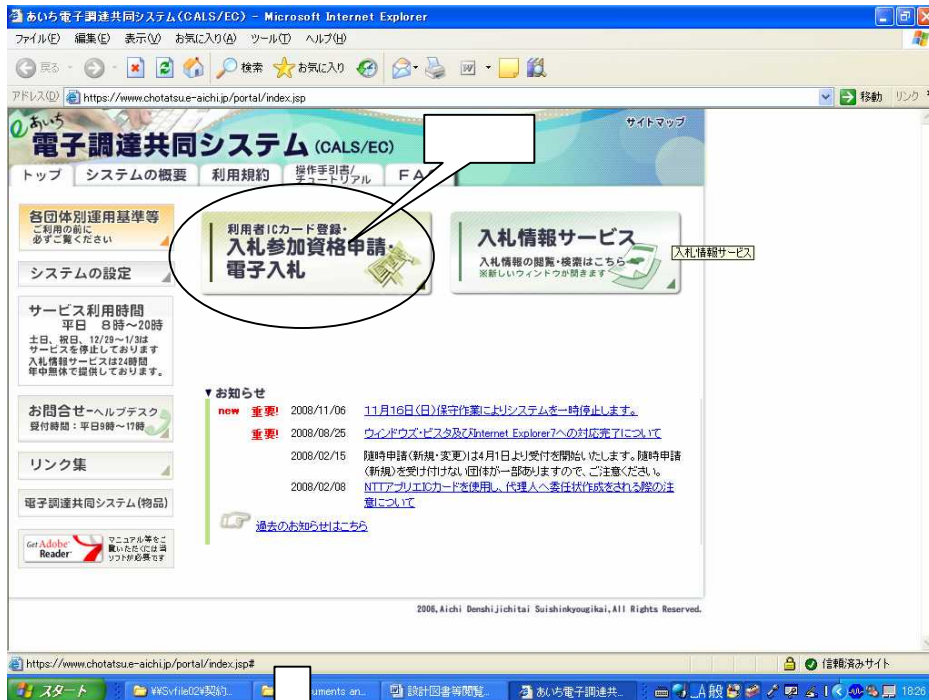 あいち電子調達共同システム(CALS/EC) - Microsoft Internet Explorer
ファイル(F) 編集(E) 表示(V) お気に入り(A) ツール(T) ヘルプ(H)
戻る 検索 お気に入り
アドレス(D) https://www.chotatsu.e-aichi.jp/portal/index.jsp 移動 リンク
あいち
電子調達共同システム (CALS/EC)
サイトマップ
トップ システムの概要 利用規約 操作手引書/チュートリアル
各団体別運用基準等
ご利用の前に
必ずご覧ください
システムの設定
サービス利用時間
平日 8時~20時
土日、祝日、12/29~1/3は
サービスを停止しております
入札情報サービスは24時間
年中無休で提供しております。
お問合せ-ヘルプデスク
受付時間:平日9時~17時
リンク集
電子調達共同システム(物品)
Get Adobe Reader
マニュアル等をご
覧いただくには当
ソフトが必要です
利用者ICカード登録・
入札参加資格申請・
電子入札
入札情報サービス
入札情報の閲覧・検索はこちら
※新しいウィンドウが開きます
入札情報サービス
▼お知らせ
new 重要! 2008/11/06 11月16日(日)保守作業によりシステムを一時停止します。
重要! 2008/08/25 ウィンドウズ・ビスタ及びInternet Explorer7への対応完了について
2008/02/15 随時申請(新規・変更)は4月1日より受付を開始いたします。随時申請
(新規)を受け付けない団体が一部ありますので、ご注意ください。
2008/02/08 NTTアプリエICカードを使用し、代理人へ委任状作成をされる際の注
意について
過去のお知らせはこちら
2006,Aichi Denshijichitai Suishinkyougikai,All Rights Reserved.
https://www.chotatsu.e-aichi.jp/portal/index.jsp#
信頼済みサイト
スタート ¥¥Svfile02¥契約... uments an... 設計図書等閲覧... あいち電子調達共... A 般 18:26